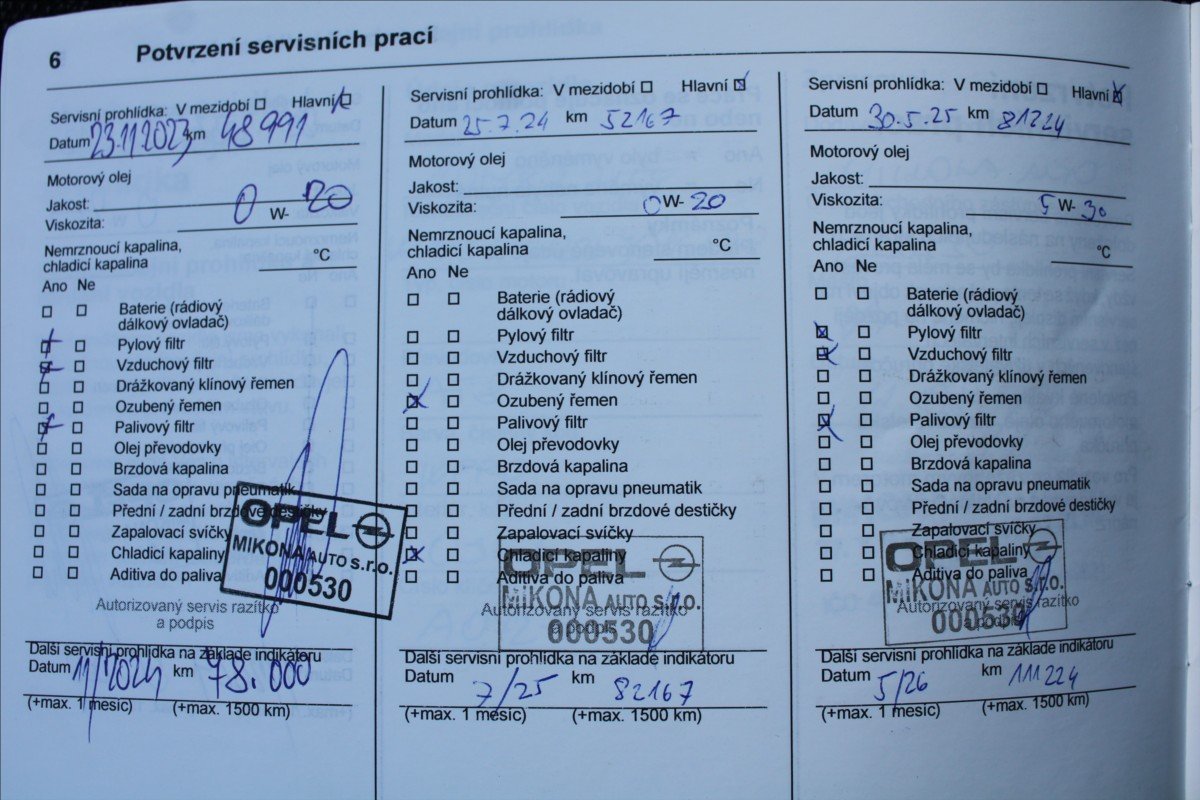 6 Potvrzení servisních prací
Servisní prohlídka: V mezidobí Hlavní
Datum 23.11.2023 km 48991
Motorový olej
Jakost:
Viskozita: 0 W- 20
Nemrznoucí kapalina,
chladicí kapalina °C
Ano Ne
Baterie (rádiový
dálkový ovladač)
Pylový filtr
Vzduchový filtr
Drážkovaný klínový řemen
Ozubený řemen
Palivový filtr
Olej převodovky
Brzdová kapalina
Sada na opravu pneumatik
Přední / zadní brzdové destičky
Zapalovací svíčky
Chladicí kapaliny
Aditiva do paliva
OPEL
MIKONA AUTO s.r.o.
000530
Autorizovaný servis razítko
a podpis
Další servisní prohlídka na základe indikátoru
Datum 11/2024 km 78.000
(+max. 1 měsíc) (+max. 1500 km)
Servisní prohlídka: V mezidobí Hlavní
Datum 25.7.24 km 52167
Motorový olej
Jakost:
Viskozita: 0 W- 20
Nemrznoucí kapalina,
chladicí kapalina °C
Ano Ne
Baterie (rádiový
dálkový ovladač)
Pylový filtr
Vzduchový filtr
Drážkovaný klínový řemen
Ozubený řemen
Palivový filtr
Olej převodovky
Brzdová kapalina
Sada na opravu pneumatik
Přední / zadní brzdové destičky
Zapalovací svíčky
Chladicí kapaliny
Aditiva do paliva
OPEL
MIKONA AUTO s.r.o.
000530
Autorizovaný servis razítko
a podpis
Další servisní prohlídka na základe indikátoru
Datum 7/25 km 82167
(+max. 1 měsíc) (+max. 1500 km)
Servisní prohlídka: V mezidobí Hlavní
Datum 30.5.25 km 81224
Motorový olej
Jakost:
Viskozita: 5 W- 30
Nemrznoucí kapalina,
chladicí kapalina °C
Ano Ne
Baterie (rádiový
dálkový ovladač)
Pylový filtr
Vzduchový filtr
Drážkovaný klínový řemen
Ozubený řemen
Palivový filtr
Olej převodovky
Brzdová kapalina
Sada na opravu pneumatik
Přední / zadní brzdové destičky
Zapalovací svíčky
Chladicí kapaliny
Aditiva do paliva
OPEL
MIKONA AUTO s.r.o.
000530
Autorizovaný servis razítko
a podpis
Další servisní prohlídka na základe indikátoru
Datum 5/26 km 111224
(+max. 1 měsíc) (+max. 1500 km)